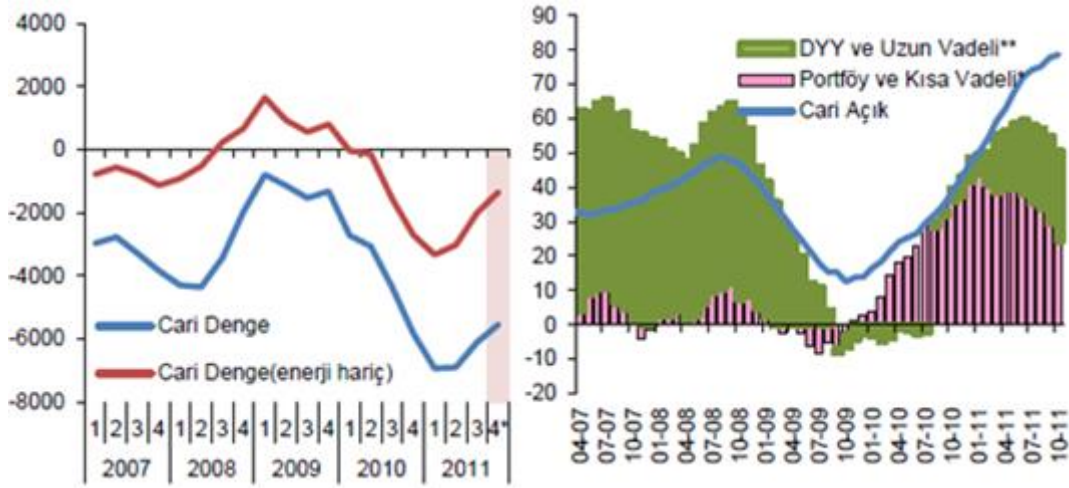 4000
2000
0
-2000
-4000
-6000
-8000
Cari Denge
Cari Denge(enerji hariç)
1 2 3 4 1 2 3 4 1 2 3 4 1 2 3 4 1 2 3 4*
2007 2008 2009 2010 2011
90
80
70
60
50
40
30
20
10
0
-10
-20
DYY ve Uzun Vadeli**
Portföy ve Kısa Vadeli*
Cari Açık
04-07 07-07 10-07 01-08 04-08 07-08 10-08 01-09 04-09 07-09 10-09 01-10 04-10 07-10 10-10 01-11 04-11 07-11 10-11